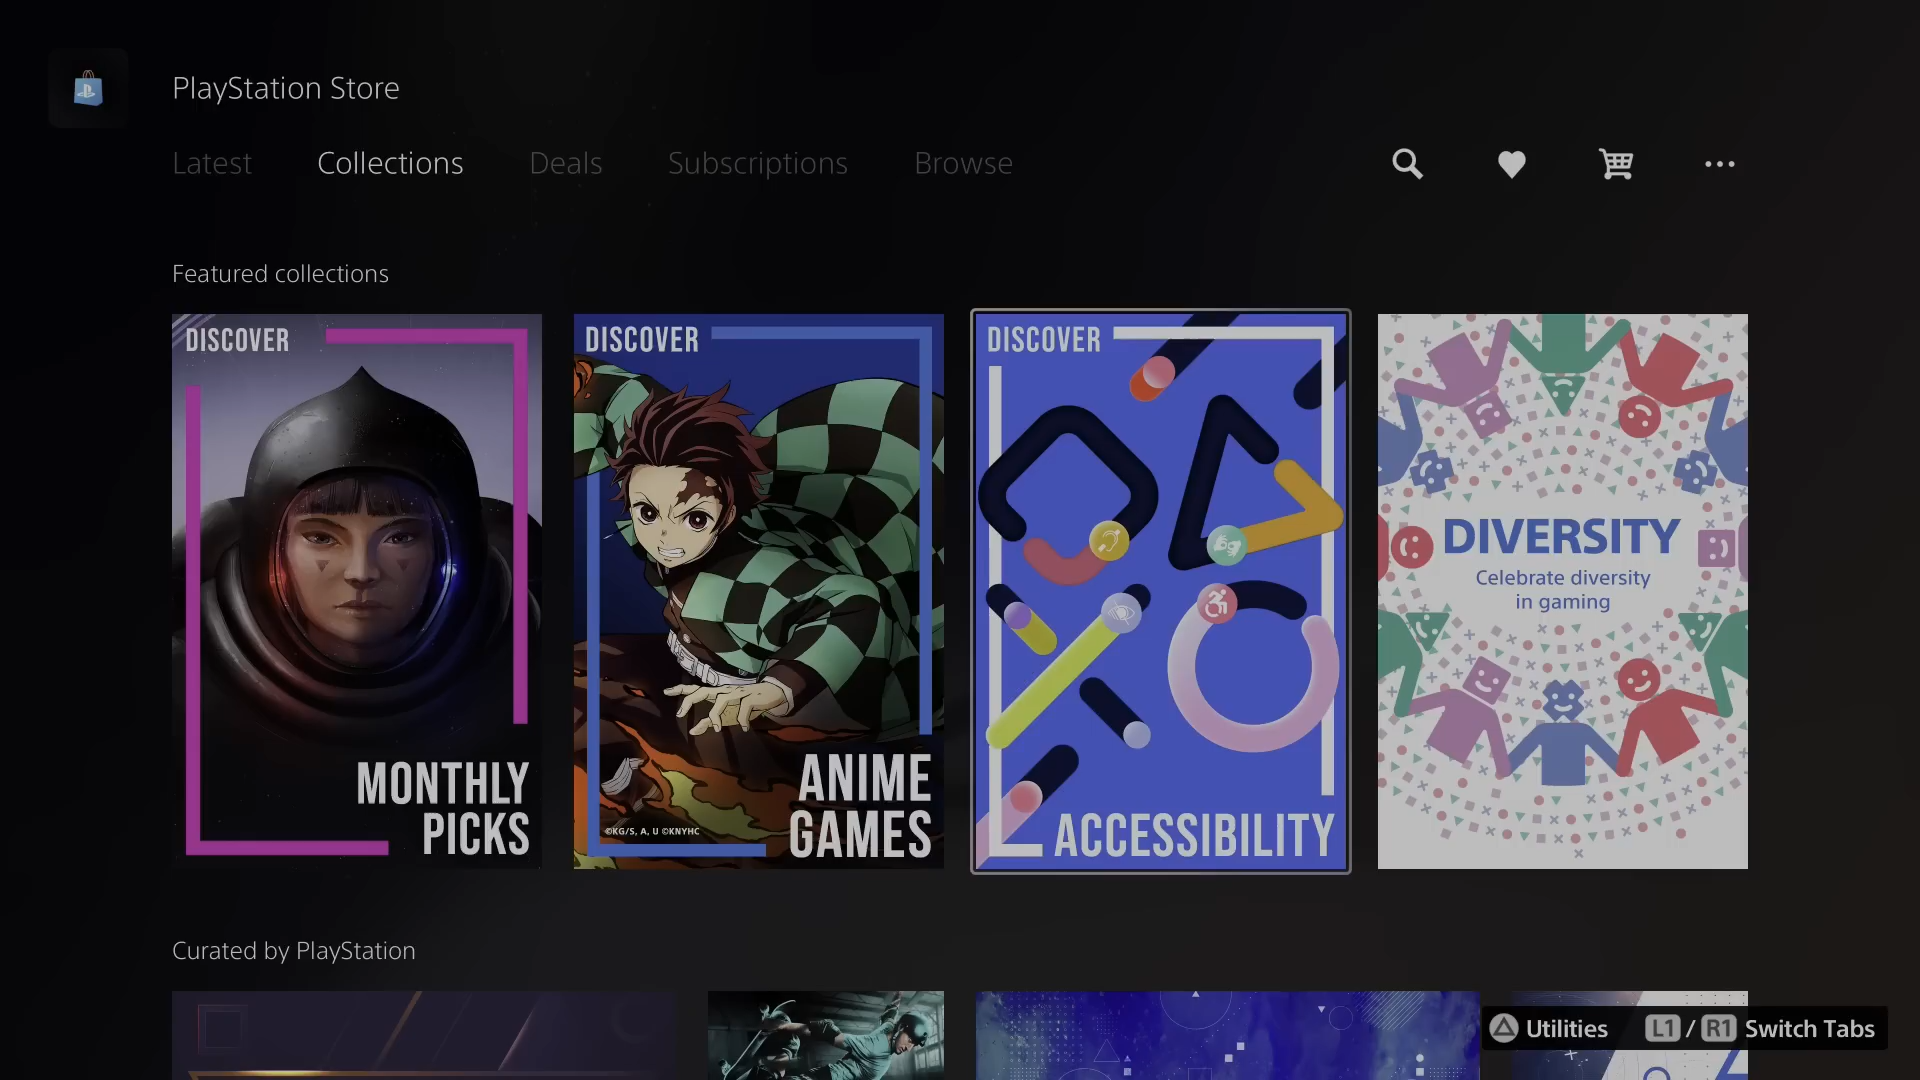 PlayStation Store
Latest
Collections
Deals
Subscriptions
Browse
Featured collections
DISCOVER
MONTHLY
PICKS
DISCOVER
©KG/S, A, U ©KNYHC
ANIME
GAMES
DISCOVER
ACCESSIBILITY
DIVERSITY
Celebrate diversity
in gaming
Curated by PlayStation
Utilities
L1 / R1 Switch Tabs